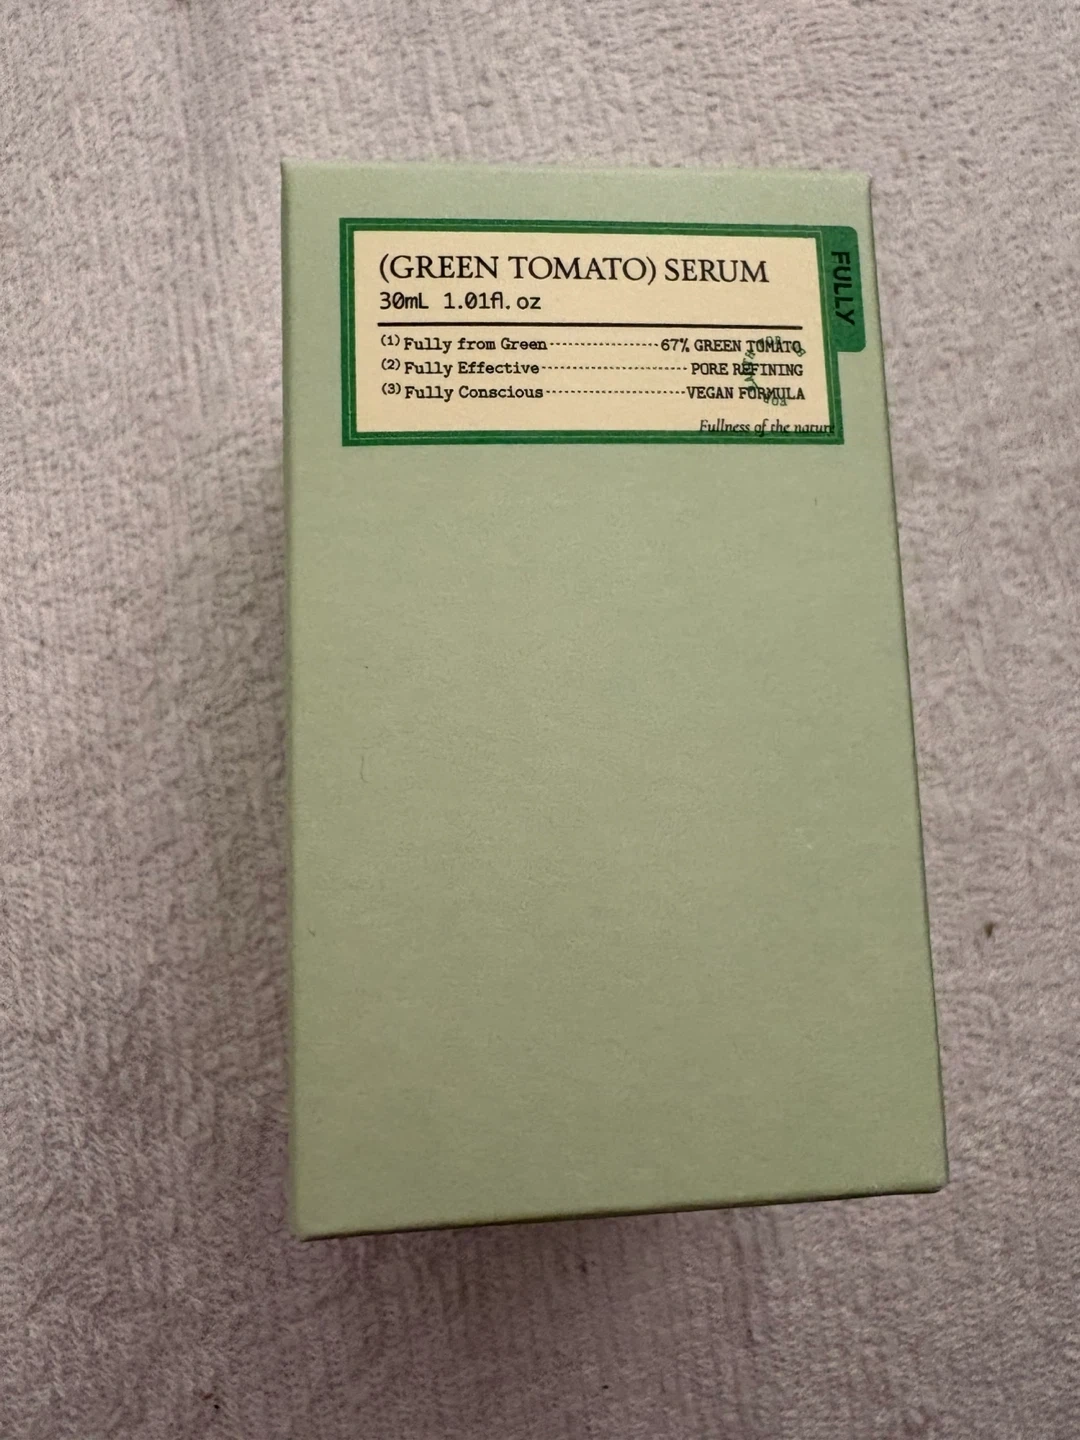 (GREEN TOMATO) SERUM
30mL 1.01fl.oz
(1) Fully from Green 67% GREEN TOMATO
(2) Fully Effective PORE REFINING
(3) Fully Conscious VEGAN FORMULA
Fullness of the nature
FULLY